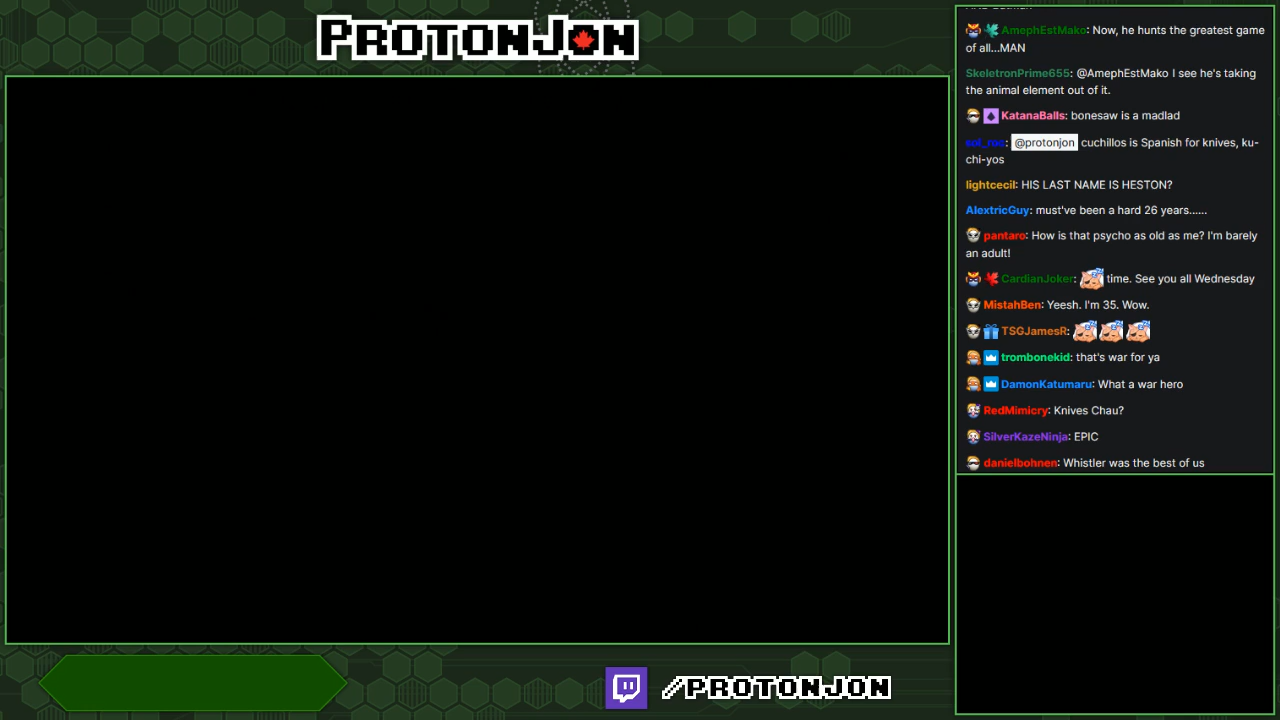 PROTONJON
AmephEstMako: Now, he hunts the greatest game
of all...MAN
SkeletronPrime655: @AmephEstMako I see he's taking
the animal element out of it.
KatanaBalls: bonesaw is a madlad
@protonjon cuchillos is Spanish for knives, ku-
chi-yos
lightcecil: HIS LAST NAME IS HESTON?
AlextricGuy: must've been a hard 26 years......
pantaro: How is that psycho as old as me? I'm barely
an adult!
CardianJoker: time. See you all Wednesday
MistahBen: Yeesh. I'm 35. Wow.
TSGJamesR:
trombonekid: that's war for ya
DamonKatumaru: What a war hero
RedMimicry: Knives Chau?
SilverKazeNinja: EPIC
danielbohnen: Whistler was the best of us
/PROTONJON